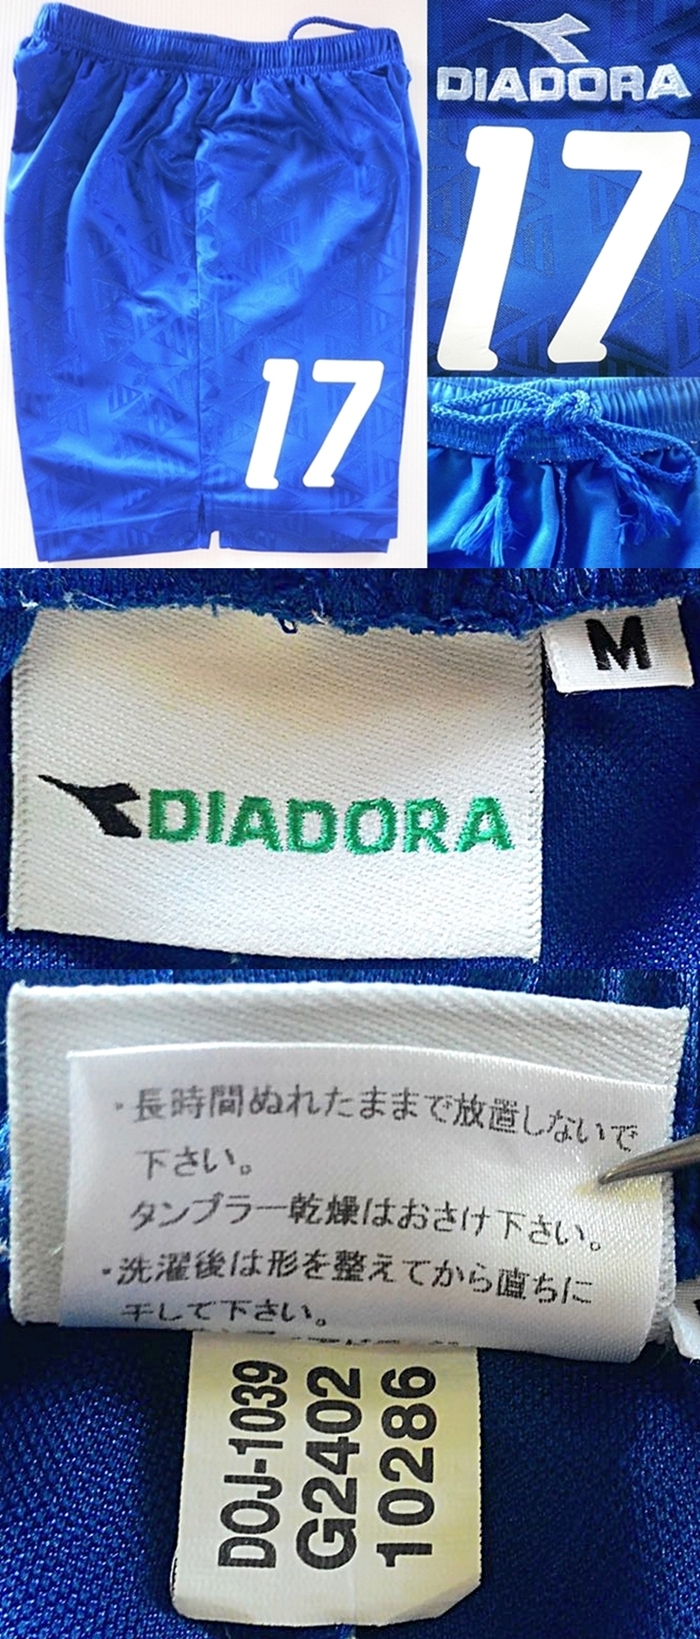 17
DIADORA
17
DIADORA
M
・長時間ぬれたままで放置しないで
下さい。
タンブラー乾燥はおさけ下さい。
・洗濯後は形を整えてから直ちに
干して下さい。
DOJ-1039
G2402
10286